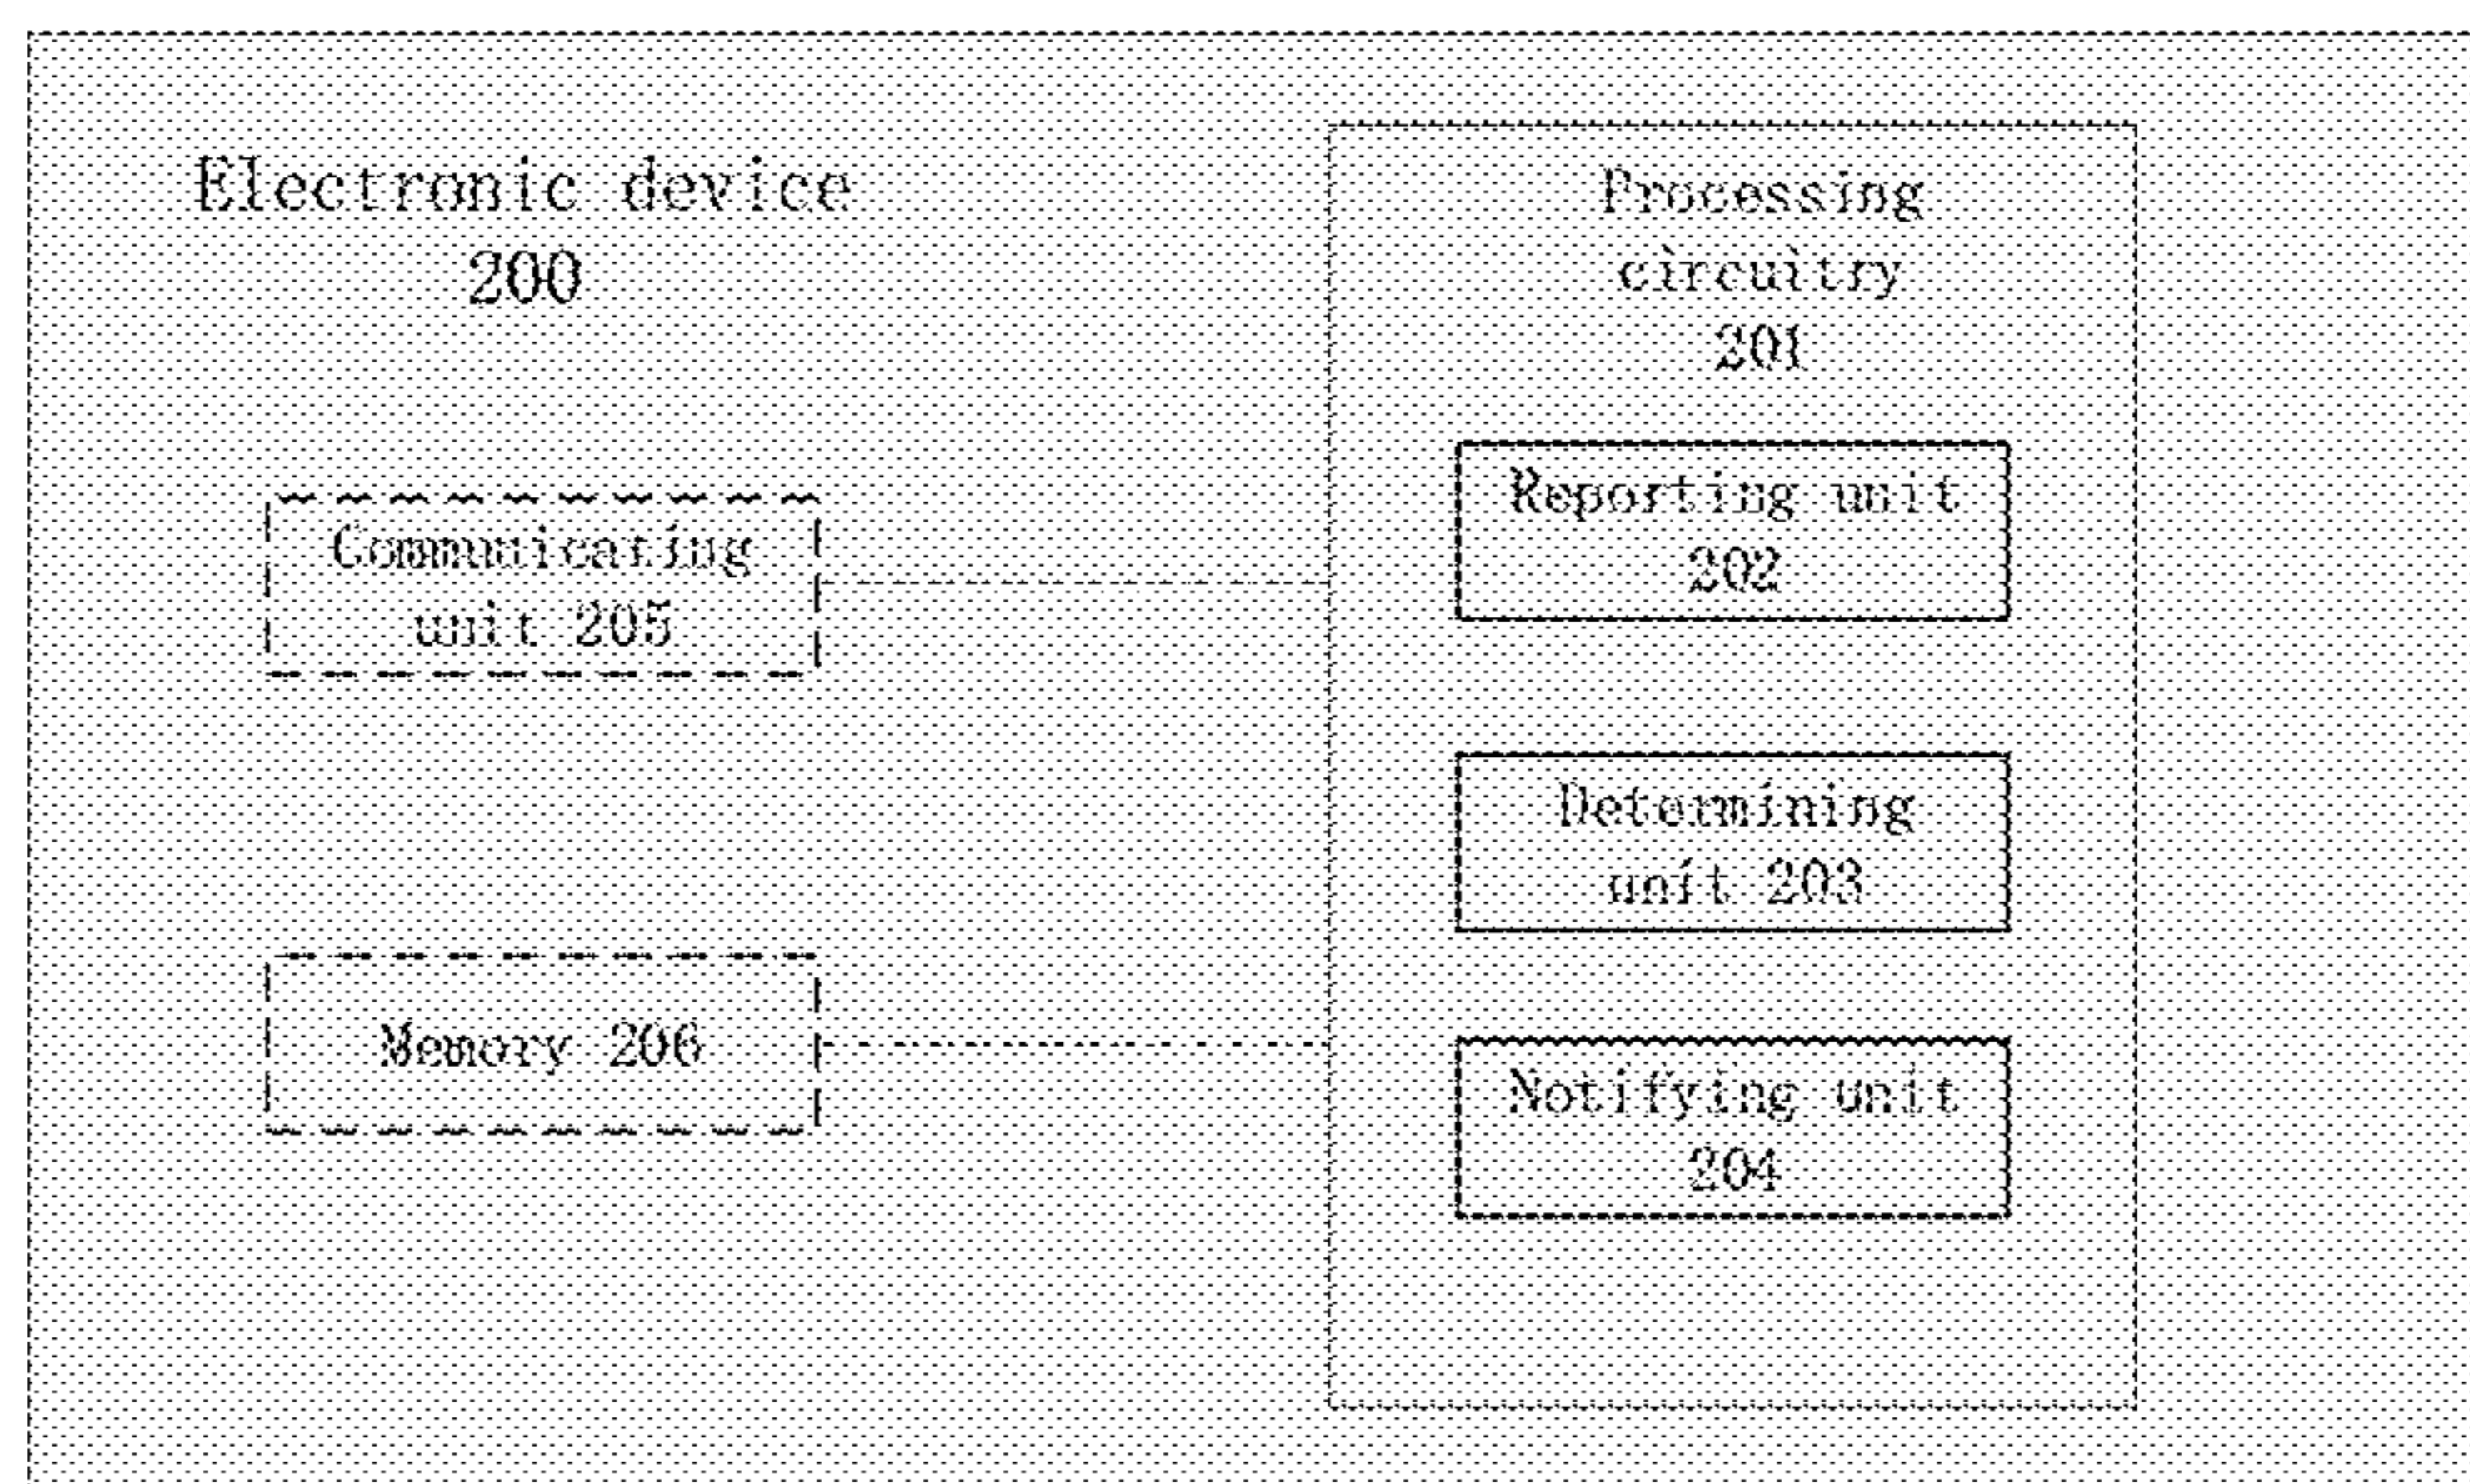 Electronic device
200
Processing
circuitry
201
Reporting unit
202
Communicating
unit 205
Determining
unit 203
Memory 206
Notifying unit
204